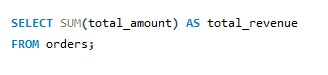 SELECT SUM(total_amount) AS total_revenue
FROM orders;